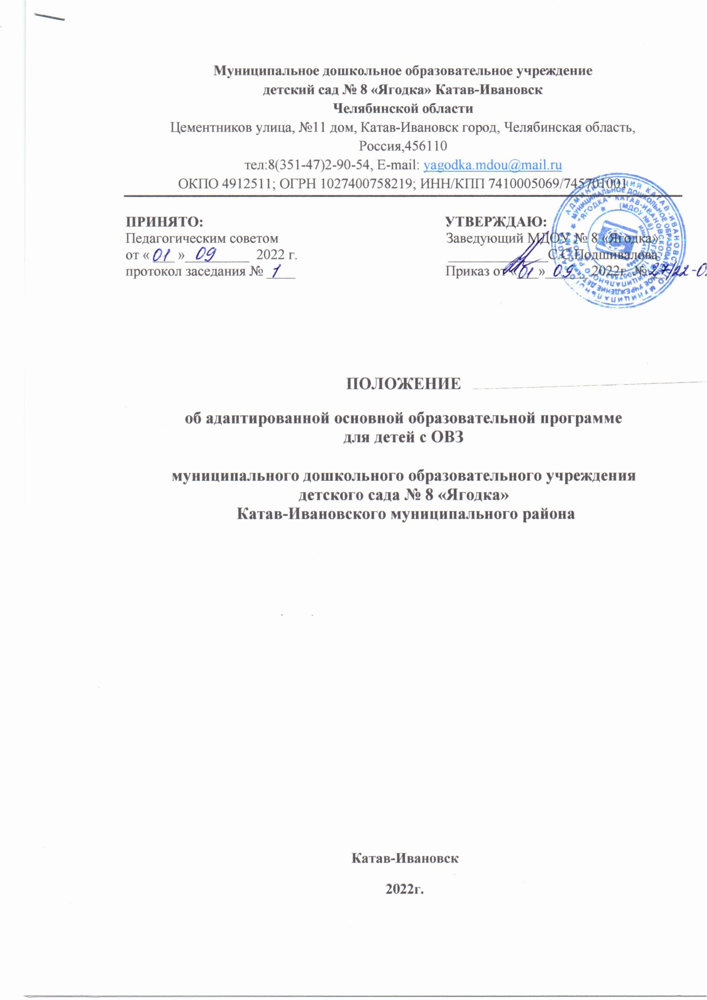 Муниципальное дошкольное образовательное учреждение
детский сад № 8 «Ягодка» Катав-Ивановск
Челябинской области
Цементников улица, №11 дом, Катав-Ивановск город, Челябинская область,
Россия,456110
тел:8(351-47)2-90-54, E-mail: yagodka.mdou@mail.ru
ОКПО 4912511; ОГРН 1027400758219; ИНН/КПП 7410005069/745701001
ПРИНЯТО:
Педагогическим советом
от « 01 » 09 2022 г.
протокол заседания № 1
УТВЕРЖДАЮ:
Заведующий МДОУ № 8 «Ягодка»
С.С.Подшивалова
Приказ от «01» 09 2022г. № 27/22-
ПОЛОЖЕНИЕ
об адаптированной основной образовательной программе
для детей с ОВЗ
муниципального дошкольного образовательного учреждения
детского сада № 8 «Ягодка»
Катав-Ивановского муниципального района
Катав-Ивановск
2022г.